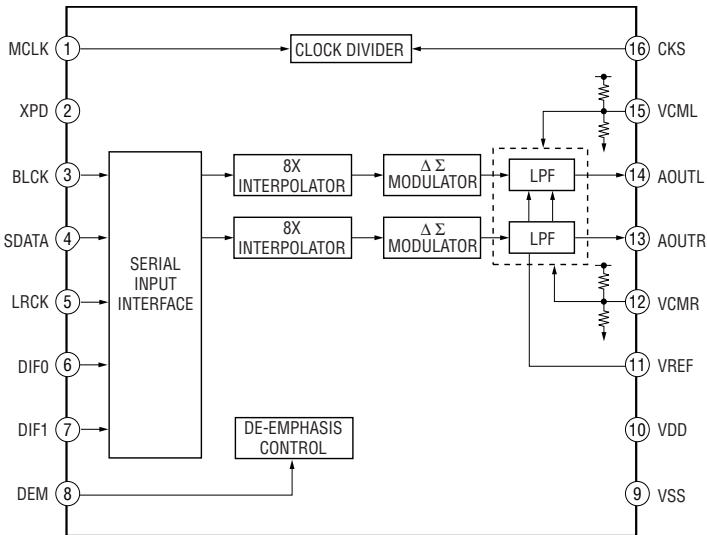 MCLK 1 CLOCK DIVIDER 16 CKS
XPD 2
15 VCML
BLCK 3
8X
INTERPOLATOR
Δ Σ
MODULATOR
LPF
14 AOUTL
SDATA 4
8X
INTERPOLATOR
Δ Σ
MODULATOR
LPF
13 AOUTR
SERIAL
INPUT
INTERFACE
LRCK 5
12 VCMR
DIF0 6
11 VREF
DIF1 7
DE-EMPHASIS
CONTROL
10 VDD
DEM 8
9 VSS